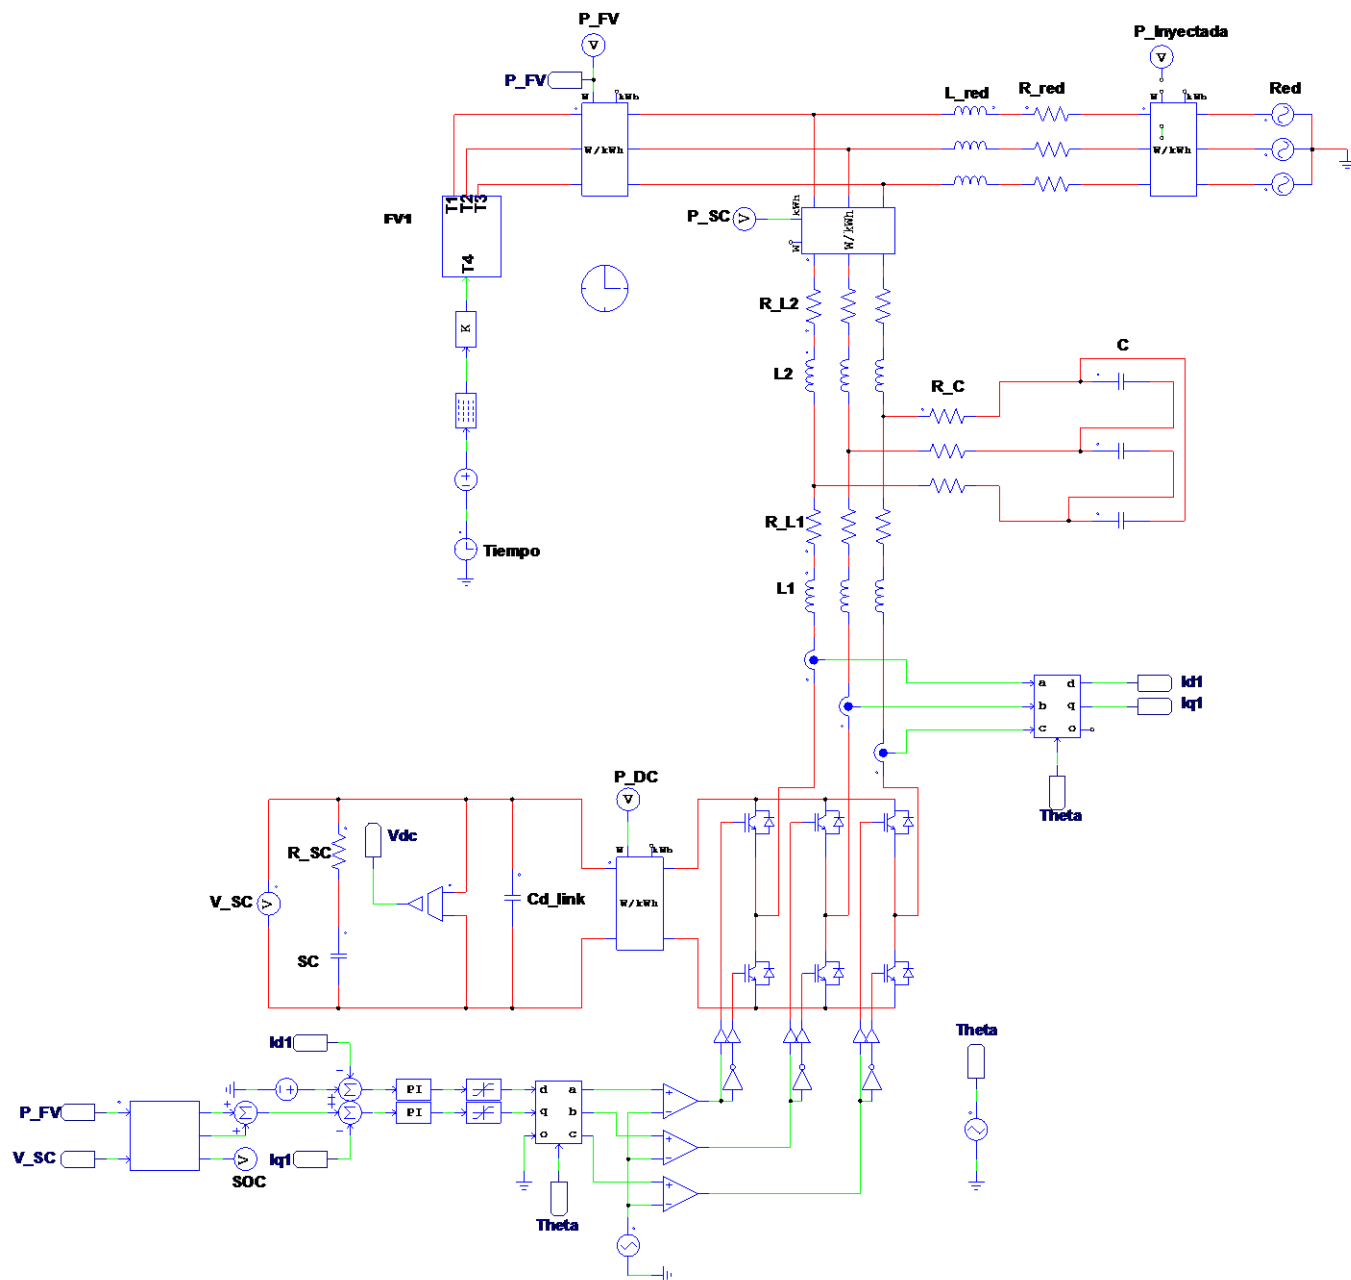 P_FV
P_Inyectada
P_FV
W
kWh
L_red
R_red
W
kWh
Red
W/kWh
W/kWh
T1
T2
T3
FV1
T4
P_SC
kWh
W
W/kWh
K
R_L2
L2
C
R_C
Tiempo
R_L1
L1
a
b
c
d
q
o
Id1
Iq1
Theta
P_DC
V
W
kWh
W/kWh
Vdc
R_SC
V_SC
V
SC
Cd_link
Id1
Theta
P_FV
PI
PI
d
q
o
a
b
c
V_SC
SOC
V
Iq1
Theta